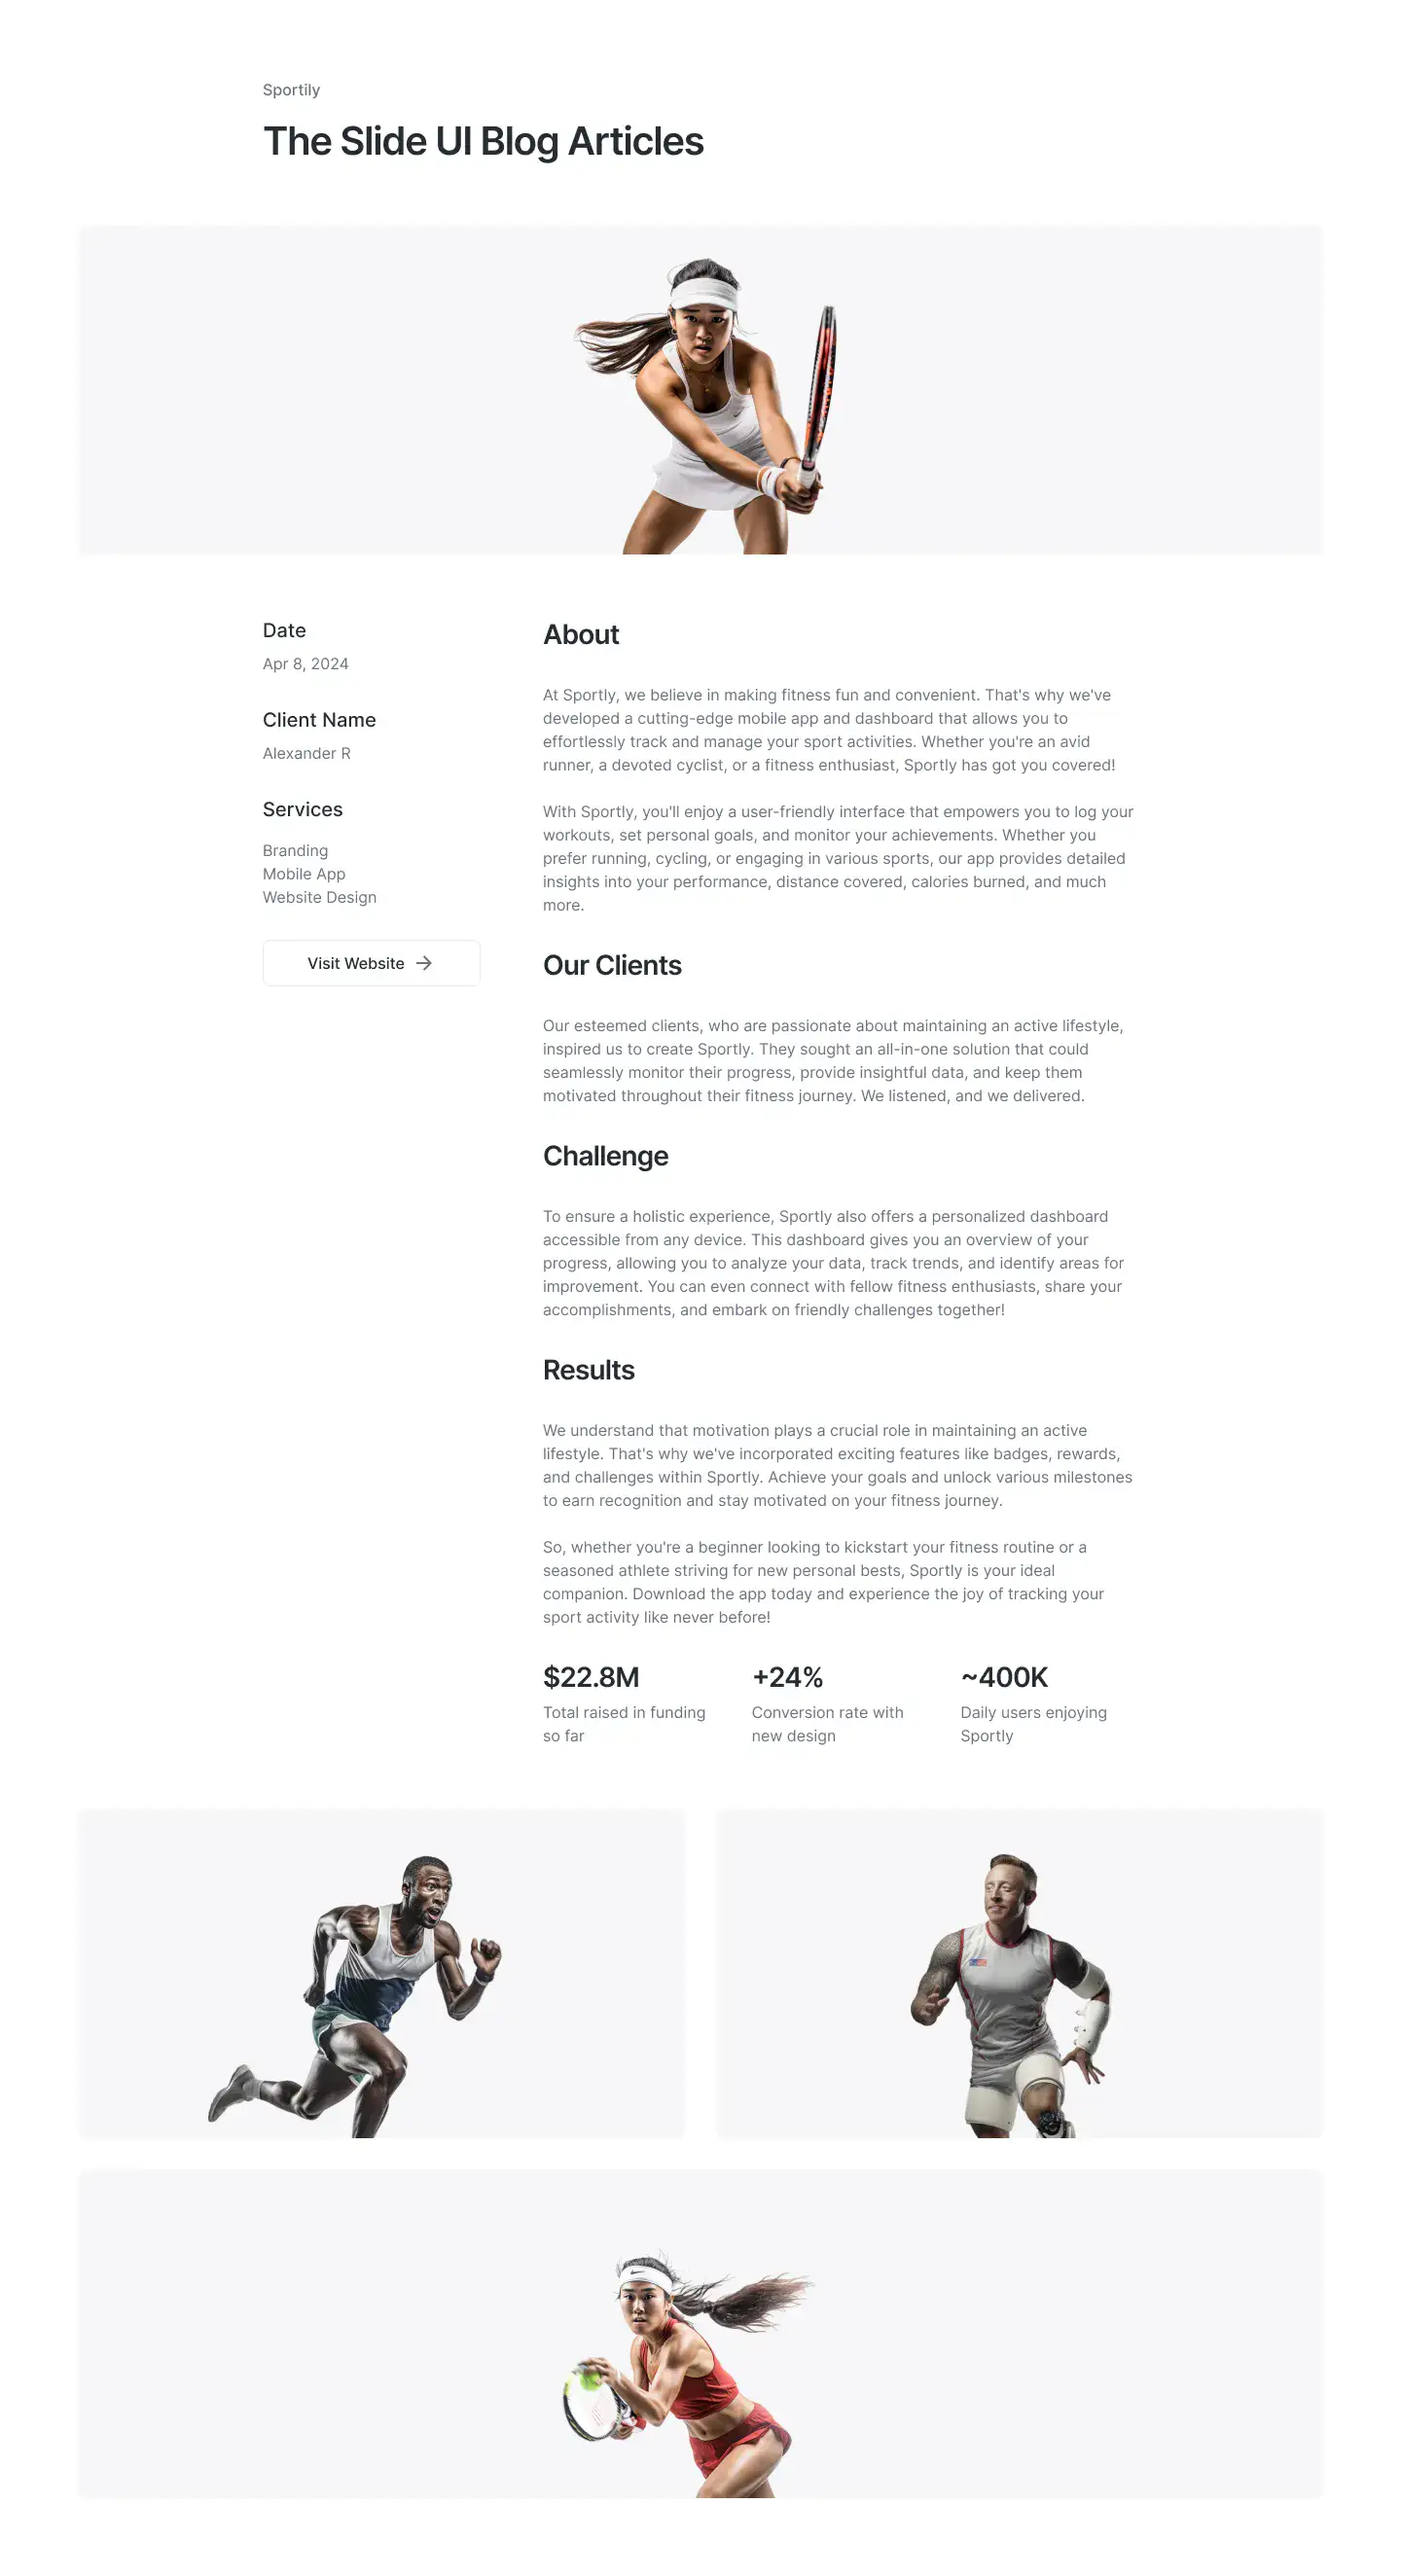 Sportily
The Slide UI Blog Articles
Date
Apr 8, 2024
Client Name
Alexander R
Services
Branding
Mobile App
Website Design
Visit Website
About
At Sportly, we believe in making fitness fun and convenient. That's why we've
developed a cutting-edge mobile app and dashboard that allows you to
effortlessly track and manage your sport activities. Whether you're an avid
runner, a devoted cyclist, or a fitness enthusiast, Sportly has got you covered!
With Sportly, you'll enjoy a user-friendly interface that empowers you to log your
workouts, set personal goals, and monitor your achievements. Whether you
prefer running, cycling, or engaging in various sports, our app provides detailed
insights into your performance, distance covered, calories burned, and much
more.
Our Clients
Our esteemed clients, who are passionate about maintaining an active lifestyle,
inspired us to create Sportly. They sought an all-in-one solution that could
seamlessly monitor their progress, provide insightful data, and keep them
motivated throughout their fitness journey. We listened, and we delivered.
Challenge
To ensure a holistic experience, Sportly also offers a personalized dashboard
accessible from any device. This dashboard gives you an overview of your
progress, allowing you to analyze your data, track trends, and identify areas for
improvement. You can even connect with fellow fitness enthusiasts, share your
accomplishments, and embark on friendly challenges together!
Results
We understand that motivation plays a crucial role in maintaining an active
lifestyle. That's why we've incorporated exciting features like badges, rewards,
and challenges within Sportly. Achieve your goals and unlock various milestones
to earn recognition and stay motivated on your fitness journey.
So, whether you're a beginner looking to kickstart your fitness routine or a
seasoned athlete striving for new personal bests, Sportly is your ideal
companion. Download the app today and experience the joy of tracking your
sport activity like never before!
$22.8M
Total raised in funding
so far
+24%
Conversion rate with
new design
~400K
Daily users enjoying
Sportly